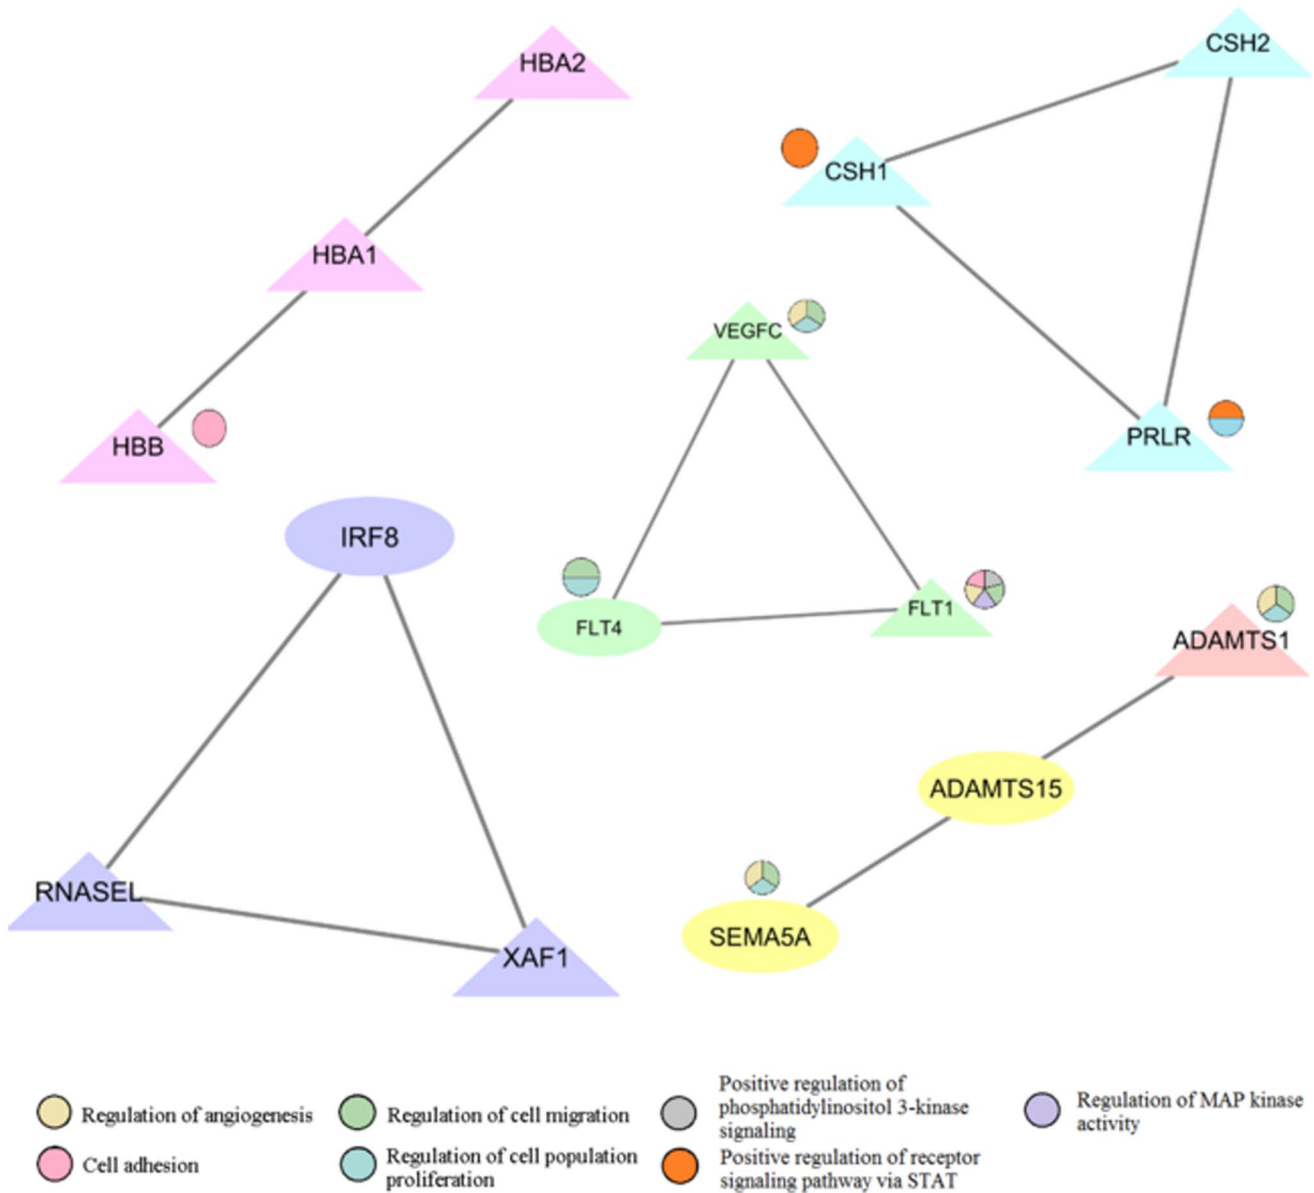 HBA2
CSH2
CSH1
HBA1
VEGFC
PRLR
HBB
IRF8
FLT1
FLT4
ADAMTS1
ADAMTS15
RNASEL
SEMA5A
XAF1
Regulation of angiogenesis
Cell adhesion
Regulation of cell migration
Regulation of cell population
proliferation
Positive regulation of
phosphatidylinositol 3-kinase
signaling
Positive regulation of receptor
signaling pathway via STAT
Regulation of MAP kinase
activity